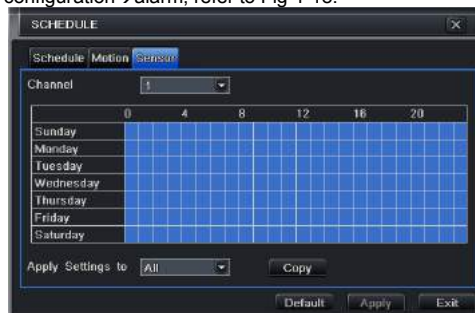 configuration→alarm; refer to Fig 4-18:
SCHEDULE X
Schedule Motion Sensor
Channel 1
0 4 8 12 16 20
Sunday
Monday
Tuesday
Wednesday
Thursday
Friday
Saturday
Apply Settings to All Copy
Default Apply Exit